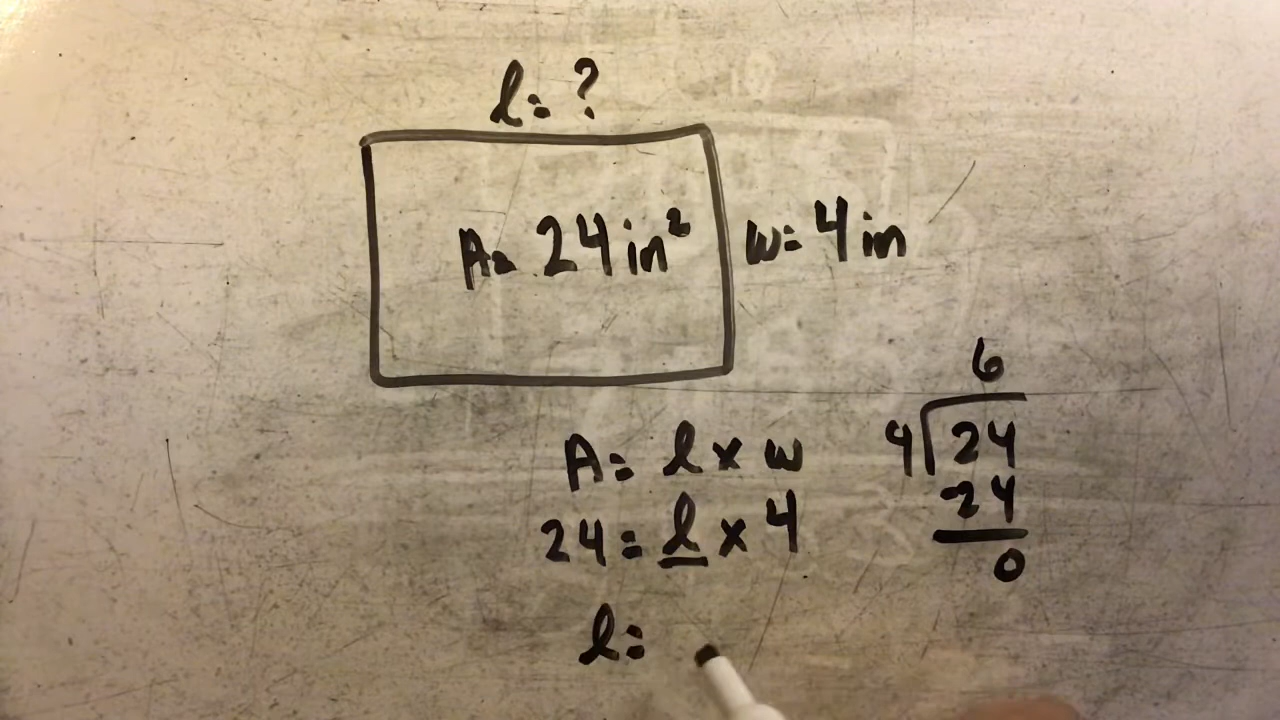 l = ?
A = 24 in²
w = 4 in
A = l x w
24 = l x 4
l =
6
4 24
24
0